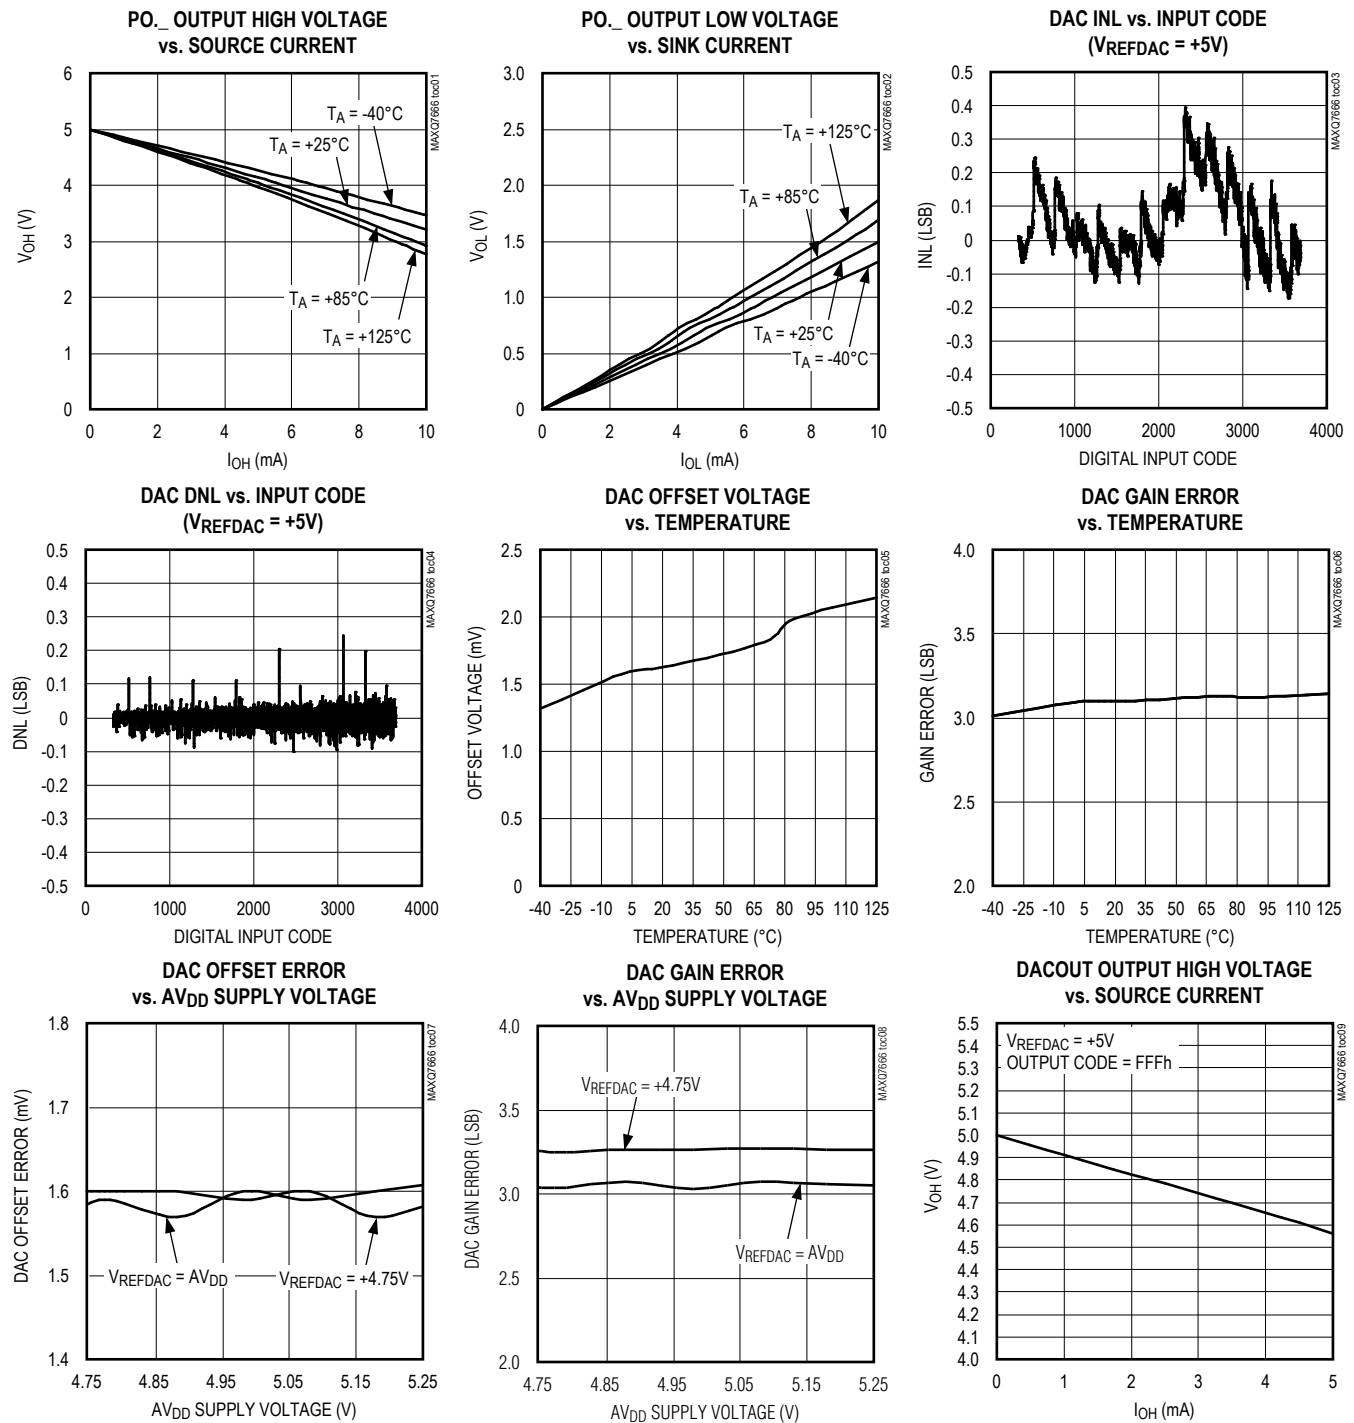 PO._ OUTPUT HIGH VOLTAGE
vs. SOURCE CURRENT
MAXQ7666 toc01
6
5
4
3
2
1
0
VOH (V)
TA = -40°C
TA = +25°C
TA = +85°C
TA = +125°C
0 2 4 6 8 10
IOH (mA)
PO._ OUTPUT LOW VOLTAGE
vs. SINK CURRENT
MAXQ7666 toc02
3.0
2.5
2.0
1.5
1.0
0.5
0
VOL (V)
TA = +125°C
TA = +85°C
TA = +25°C
TA = -40°C
0 2 4 6 8 10
IOL (mA)
DAC INL vs. INPUT CODE
(VREFDAC = +5V)
MAXQ7666 toc03
0.5
0.4
0.3
0.2
0.1
0
-0.1
-0.2
-0.3
-0.4
-0.5
INL (LSB)
0 1000 2000 3000 4000
DIGITAL INPUT CODE
DAC DNL vs. INPUT CODE
(VREFDAC = +5V)
MAXQ7666 toc04
0.5
0.4
0.3
0.2
0.1
0
-0.1
-0.2
-0.3
-0.4
-0.5
DNL (LSB)
0 1000 2000 3000 4000
DIGITAL INPUT CODE
DAC OFFSET VOLTAGE
vs. TEMPERATURE
MAXQ7666 toc05
2.5
2.0
1.5
1.0
0.5
0
OFFSET VOLTAGE (mV)
-40 -25 -10 5 20 35 50 65 80 95 110 125
TEMPERATURE (°C)
DAC GAIN ERROR
vs. TEMPERATURE
MAXQ7666 toc06
4.0
3.5
3.0
2.5
2.0
GAIN ERROR (LSB)
-40 -25 -10 5 20 35 50 65 80 95 110 125
TEMPERATURE (°C)
DAC OFFSET ERROR
vs. AVDD SUPPLY VOLTAGE
MAXQ7666 toc07
1.8
1.7
1.6
1.5
1.4
DAC OFFSET ERROR (mV)
VREFDAC = AVDD
VREFDAC = +4.75V
4.75 4.85 4.95 5.05 5.15 5.25
AVDD SUPPLY VOLTAGE (V)
DAC GAIN ERROR
vs. AVDD SUPPLY VOLTAGE
MAXQ7666 toc08
4.0
3.5
3.0
2.5
2.0
DAC GAIN ERROR (LSB)
VREFDAC = +4.75V
VREFDAC = AVDD
4.75 4.85 4.95 5.05 5.15 5.25
AVDD SUPPLY VOLTAGE (V)
DACOUT OUTPUT HIGH VOLTAGE
vs. SOURCE CURRENT
MAXQ7666 toc09
5.5
5.4
5.3
5.2
5.1
5.0
4.9
4.8
4.7
4.6
4.5
4.4
4.3
4.2
4.1
4.0
VOH (V)
VREFDAC = +5V
OUTPUT CODE = FFFh
0 1 2 3 4 5
IOH (mA)